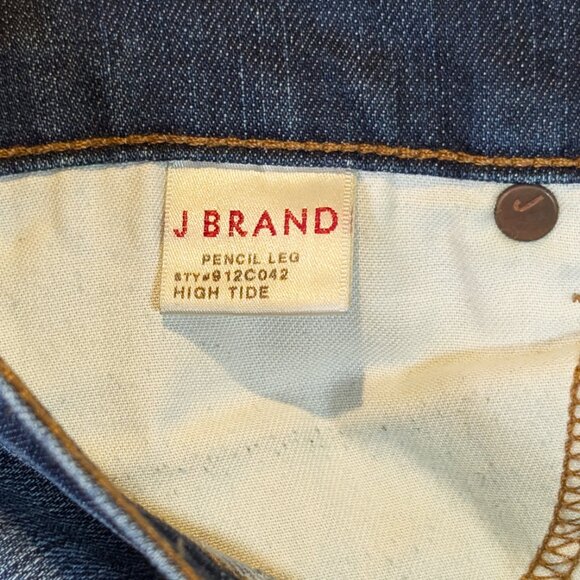 J BRAND
PENCIL LEG
STY#912C042
HIGH TIDE